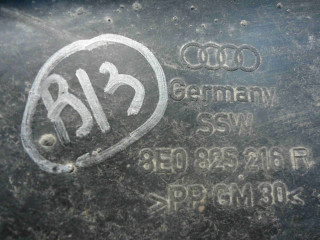 B13
Germany
SSW
8E0 825 216 R
>PP GM 30<